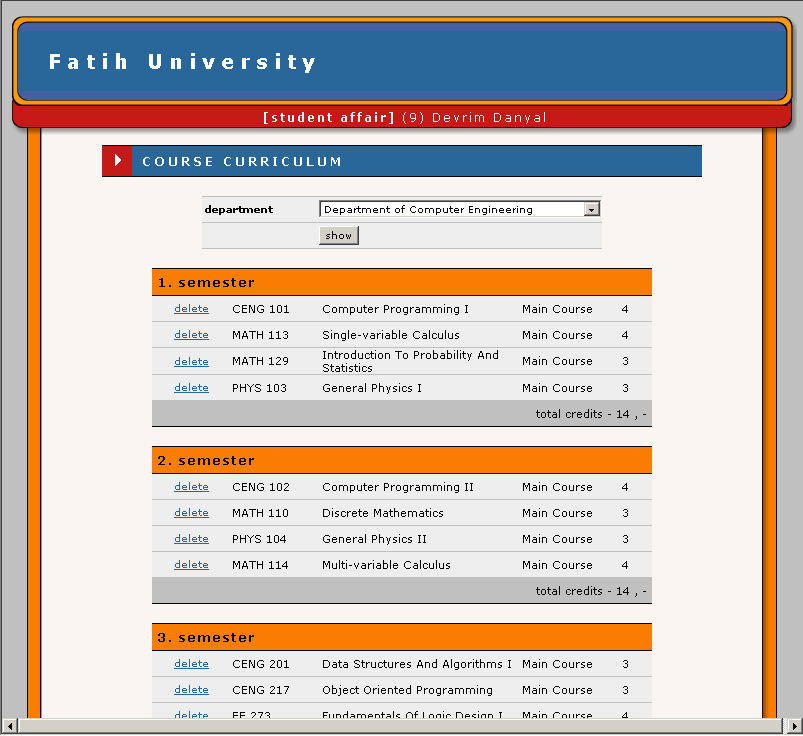 Fatih University
[student affair] (9) Devrim Danyal
COURSE CURRICULUM
department Department of Computer Engineering
show
1. semester
delete CENG 101 Computer Programming I Main Course 4
delete MATH 113 Single-variable Calculus Main Course 4
delete MATH 129 Introduction To Probability And Statistics Main Course 3
delete PHYS 103 General Physics I Main Course 3
total credits - 14 , -
2. semester
delete CENG 102 Computer Programming II Main Course 4
delete MATH 110 Discrete Mathematics Main Course 3
delete PHYS 104 General Physics II Main Course 3
delete MATH 114 Multi-variable Calculus Main Course 4
total credits - 14 , -
3. semester
delete CENG 201 Data Structures And Algorithms I Main Course 3
delete CENG 217 Object Oriented Programming Main Course 3
delete EE 273 Fundamentals Of Logic Design I Main Course 4